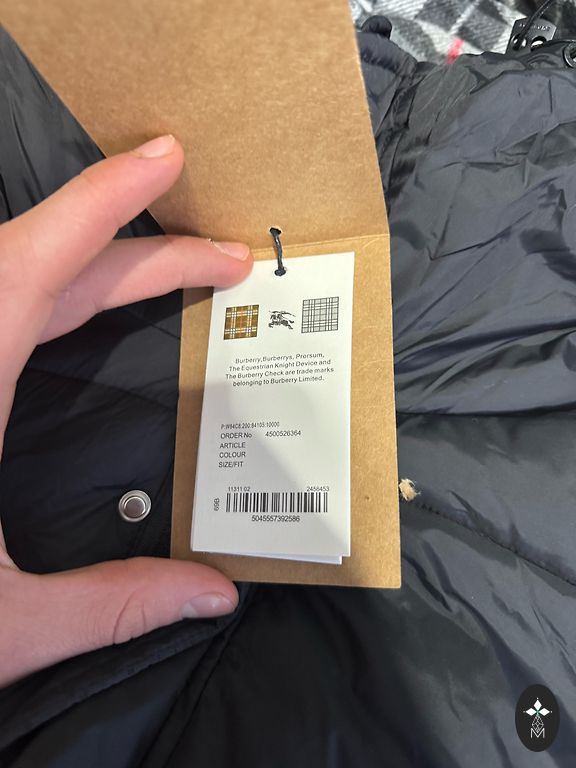 Burberry,Burberrys, Prorsum,
The Equestrian Knight Device and
The Burberry Check are trade marks
belonging to Burberry Limited.
P:W84C8:200:84105:10000
ORDER No 4500526364
ARTICLE
COLOUR
SIZE/FIT
11311 02 2456453
69B
5045557392586
M